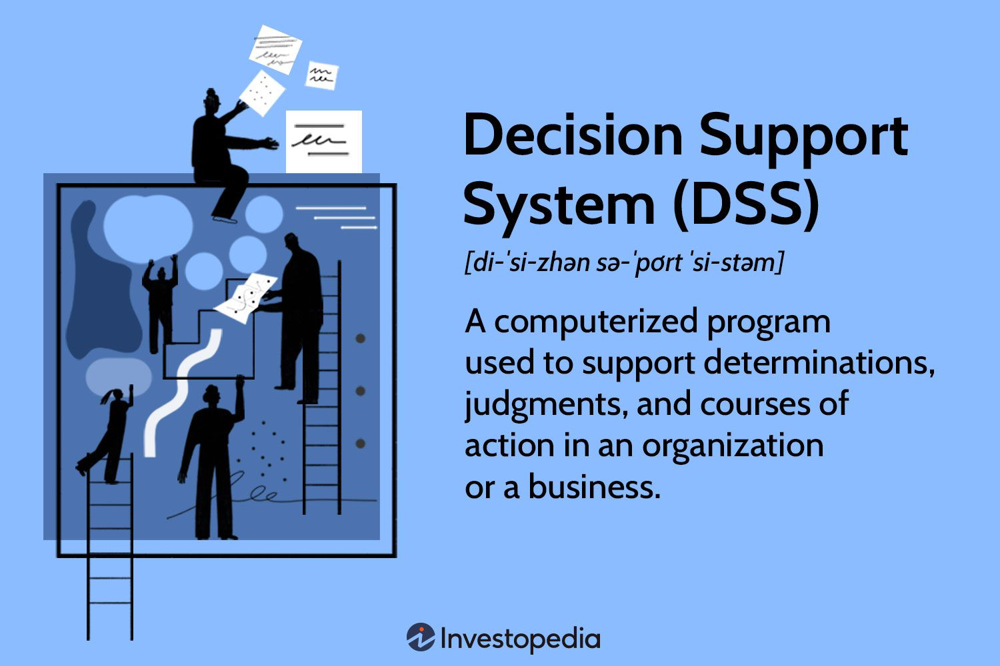 Decision Support
System (DSS)
[di-ˈsi-zhən sə-ˈpȯrt ˈsi-stəm]
A computerized program
used to support determinations,
judgments, and courses of
action in an organization
or a business.
Investopedia